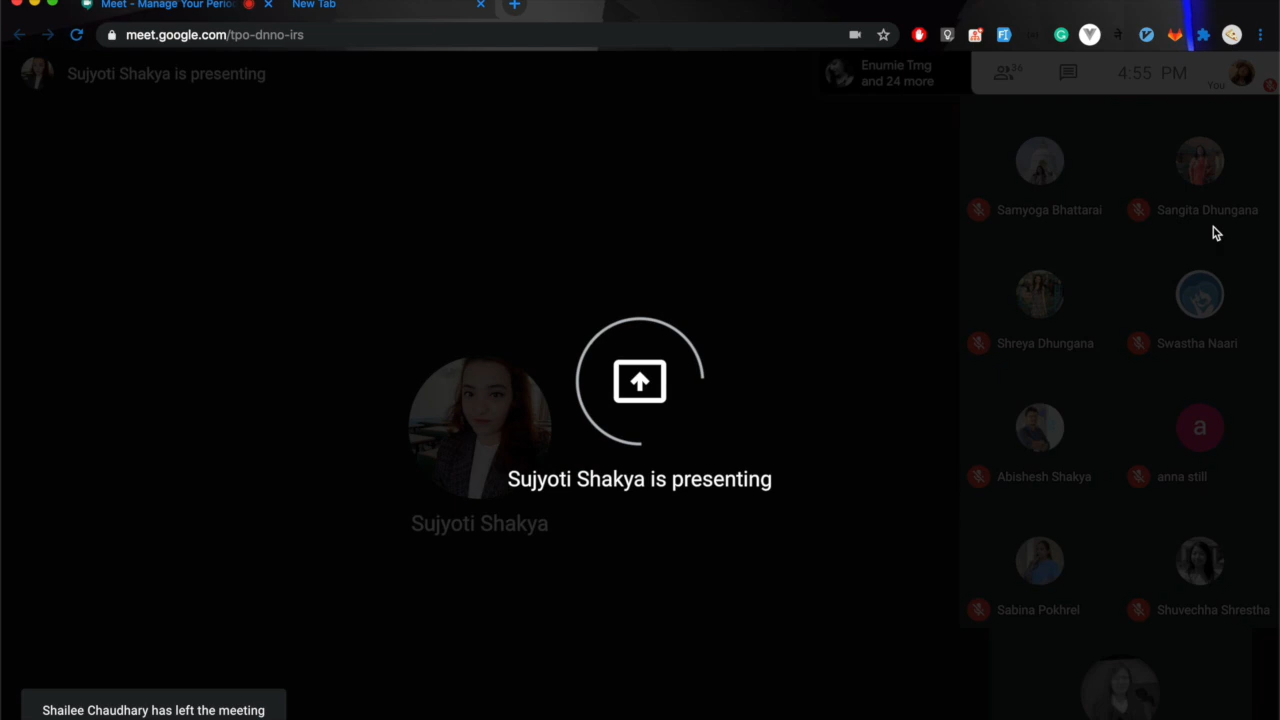 Meet - Manage Your Perio
New Tab
meet.google.com/tpo-dnno-irs
Sujyoti Shakya is presenting
Enumie Tmg
and 24 more
36
4:55 PM
You
Samyoga Bhattarai
Sangita Dhungana
Shreya Dhungana
Swastha Naari
Abishesh Shakya
a
anna still
Sujyoti Shakya is presenting
Sujyoti Shakya
Sabina Pokhrel
Shuvechha Shrestha
Shailee Chaudhary has left the meeting